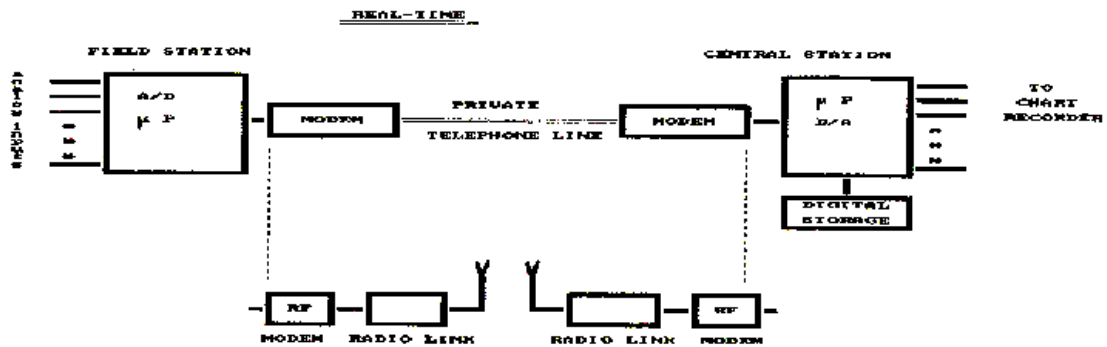 REAL-TIME
FIELD STATION
CENTRAL STATION
A/D
μ P
MODEM
PRIVATE
TELEPHONE LINE
MODEM
μ P
D/A
TO
CHART
RECORDER
DIGITAL
STORAGE
RF
RF
MODEM
RADIO LINK
RADIO LINK
MODEM